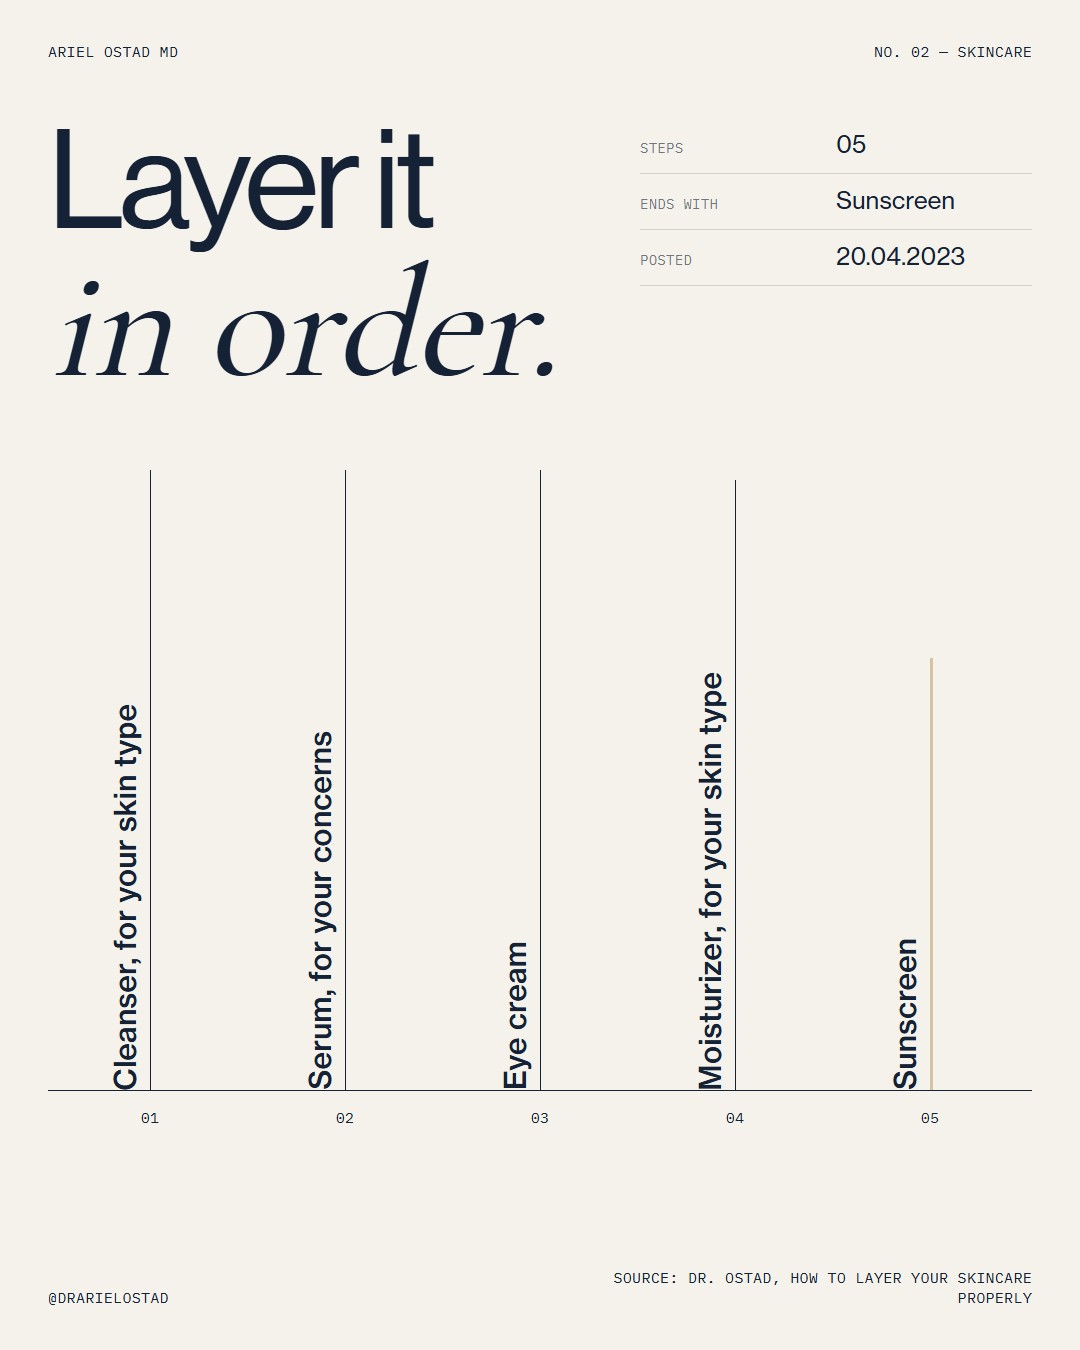 ARIEL OSTAD MD
NO. 02 — SKINCARE
Layer it
in order.
STEPS
05
ENDS WITH
Sunscreen
POSTED
20.04.2023
Cleanser, for your skin type
Serum, for your concerns
Eye cream
Moisturizer, for your skin type
Sunscreen
01
02
03
04
05
@DRARIELOSTAD
SOURCE: DR. OSTAD, HOW TO LAYER YOUR SKINCARE
PROPERLY